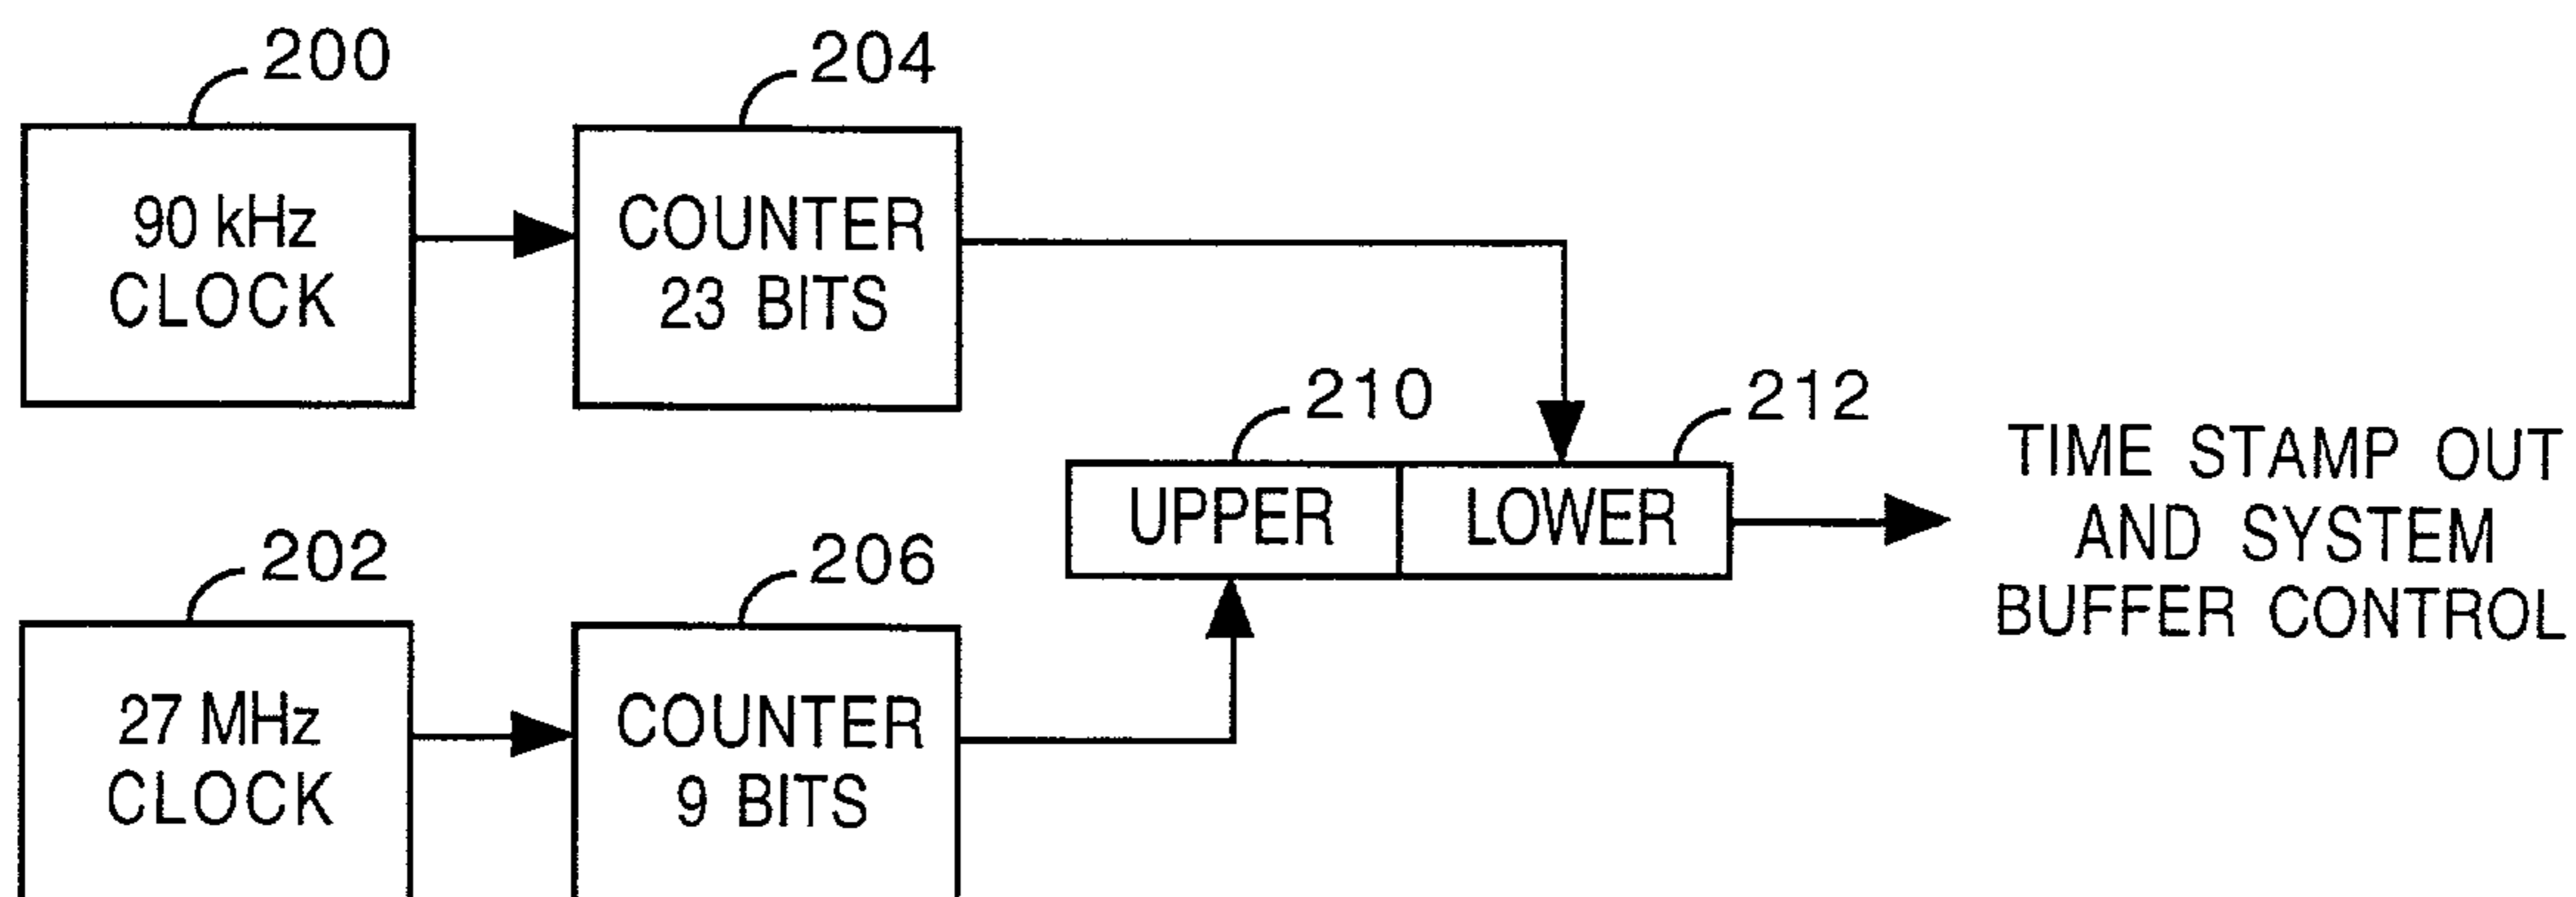 200
204
90 kHz
CLOCK
COUNTER
23 BITS
210
212
UPPER
LOWER
TIME STAMP OUT
AND SYSTEM
BUFFER CONTROL
202
206
27 MHz
CLOCK
COUNTER
9 BITS